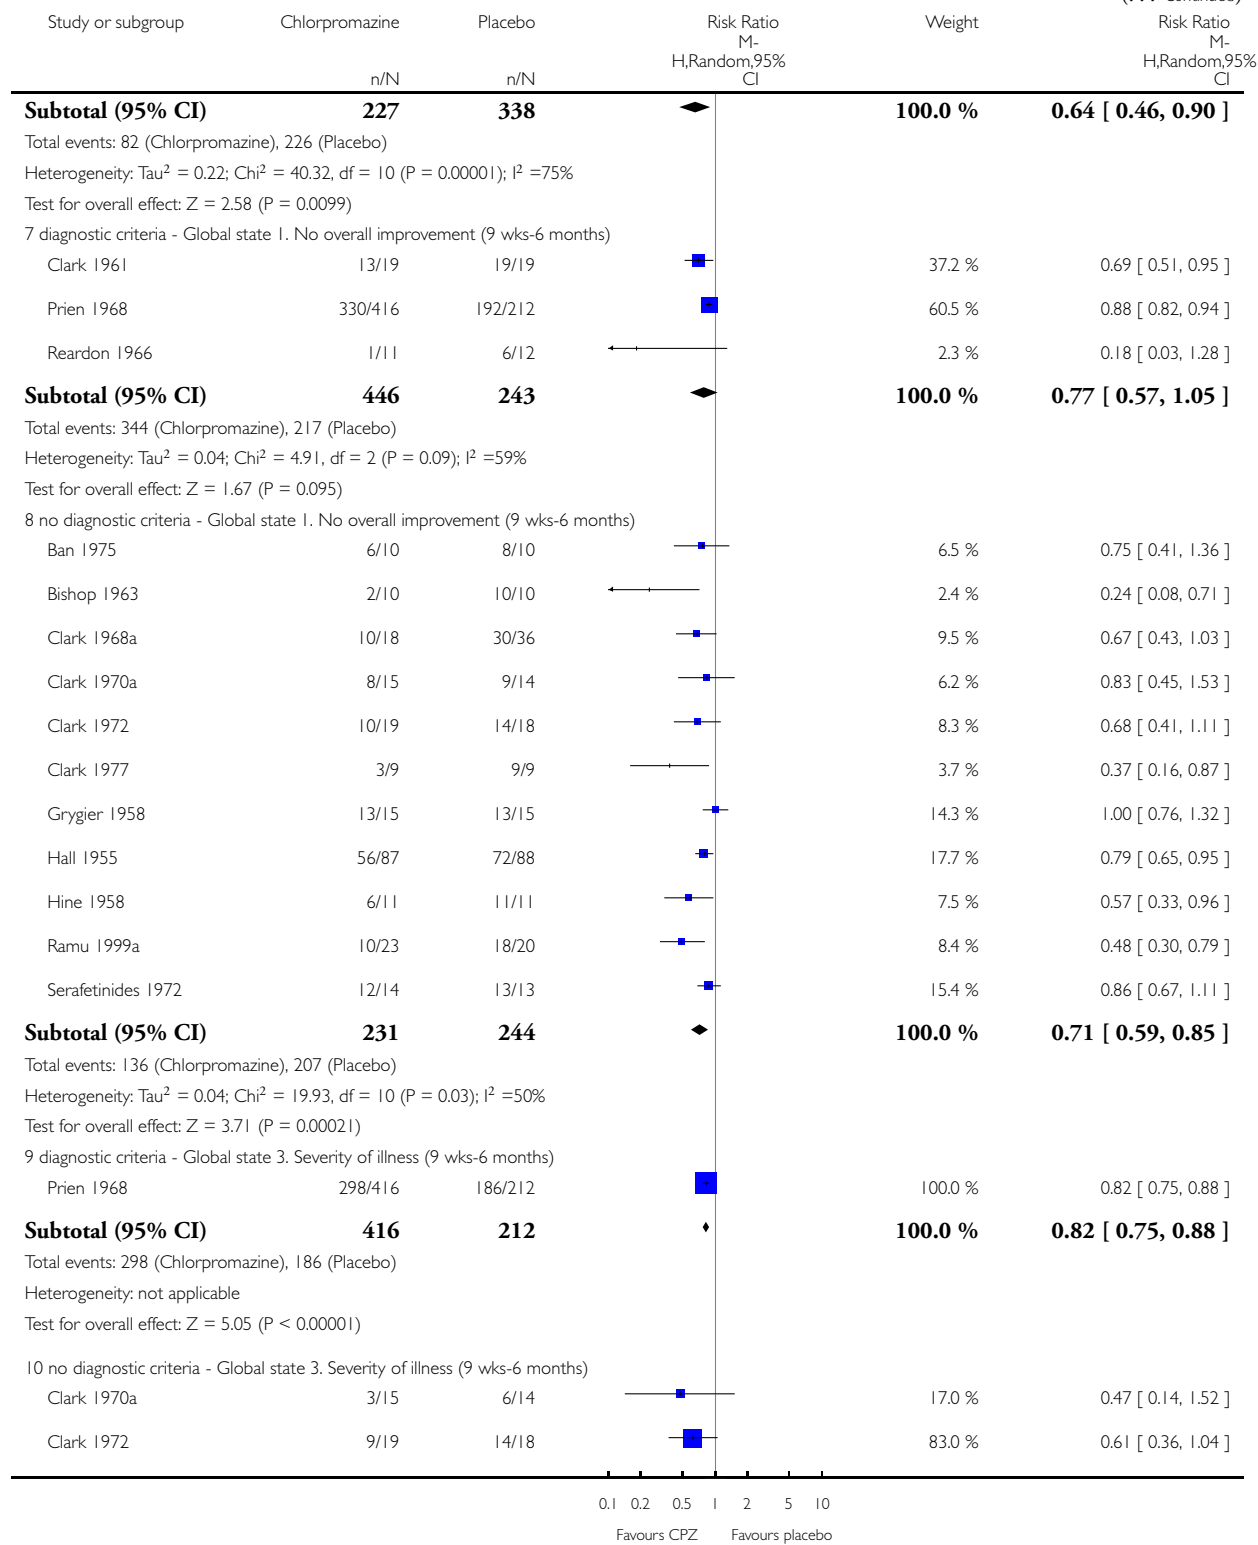 Study or subgroup Chlorpromazine Placebo Risk Ratio Weight Risk Ratio
M- M-
H,Random,95% H,Random,95%
n/N n/N CI CI
Subtotal (95% CI) 227 338 100.0 % 0.64 [ 0.46, 0.90 ]
Total events: 82 (Chlorpromazine), 226 (Placebo)
Heterogeneity: Tau² = 0.22; Chi² = 40.32, df = 10 (P = 0.00001); I² =75%
Test for overall effect: Z = 2.58 (P = 0.0099)
7 diagnostic criteria - Global state 1. No overall improvement (9 wks-6 months)
Clark 1961 13/19 19/19 37.2 % 0.69 [ 0.51, 0.95 ]
Prien 1968 330/416 192/212 60.5 % 0.88 [ 0.82, 0.94 ]
Reardon 1966 1/11 6/12 2.3 % 0.18 [ 0.03, 1.28 ]
Subtotal (95% CI) 446 243 100.0 % 0.77 [ 0.57, 1.05 ]
Total events: 344 (Chlorpromazine), 217 (Placebo)
Heterogeneity: Tau² = 0.04; Chi² = 4.91, df = 2 (P = 0.09); I² =59%
Test for overall effect: Z = 1.67 (P = 0.095)
8 no diagnostic criteria - Global state 1. No overall improvement (9 wks-6 months)
Ban 1975 6/10 8/10 6.5 % 0.75 [ 0.41, 1.36 ]
Bishop 1963 2/10 10/10 2.4 % 0.24 [ 0.08, 0.71 ]
Clark 1968a 10/18 30/36 9.5 % 0.67 [ 0.43, 1.03 ]
Clark 1970a 8/15 9/14 6.2 % 0.83 [ 0.45, 1.53 ]
Clark 1972 10/19 14/18 8.3 % 0.68 [ 0.41, 1.11 ]
Clark 1977 3/9 9/9 3.7 % 0.37 [ 0.16, 0.87 ]
Grygier 1958 13/15 13/15 14.3 % 1.00 [ 0.76, 1.32 ]
Hall 1955 56/87 72/88 17.7 % 0.79 [ 0.65, 0.95 ]
Hine 1958 6/11 11/11 7.5 % 0.57 [ 0.33, 0.96 ]
Ramu 1999a 10/23 18/20 8.4 % 0.48 [ 0.30, 0.79 ]
Serafetinides 1972 12/14 13/13 15.4 % 0.86 [ 0.67, 1.11 ]
Subtotal (95% CI) 231 244 100.0 % 0.71 [ 0.59, 0.85 ]
Total events: 136 (Chlorpromazine), 207 (Placebo)
Heterogeneity: Tau² = 0.04; Chi² = 19.93, df = 10 (P = 0.03); I² =50%
Test for overall effect: Z = 3.71 (P = 0.00021)
9 diagnostic criteria - Global state 3. Severity of illness (9 wks-6 months)
Prien 1968 298/416 186/212 100.0 % 0.82 [ 0.75, 0.88 ]
Subtotal (95% CI) 416 212 100.0 % 0.82 [ 0.75, 0.88 ]
Total events: 298 (Chlorpromazine), 186 (Placebo)
Heterogeneity: not applicable
Test for overall effect: Z = 5.05 (P < 0.00001)
10 no diagnostic criteria - Global state 3. Severity of illness (9 wks-6 months)
Clark 1970a 3/15 6/14 17.0 % 0.47 [ 0.14, 1.52 ]
Clark 1972 9/19 14/18 83.0 % 0.61 [ 0.36, 1.04 ]
0.1 0.2 0.5 1 2 5 10
Favours CPZ Favours placebo